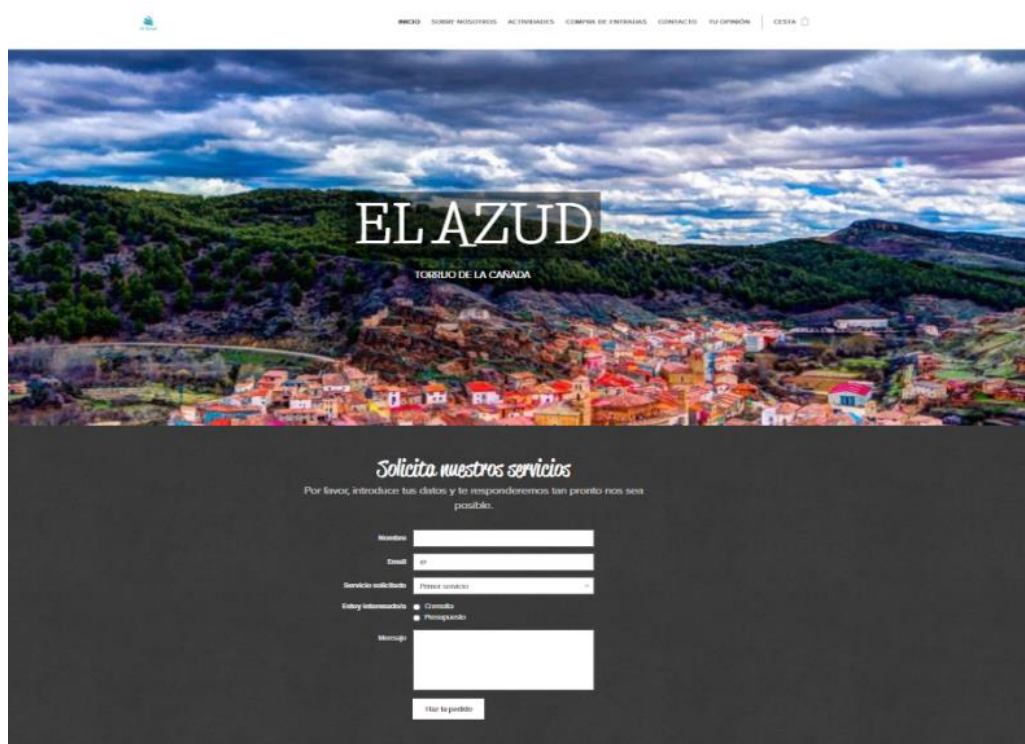 El Azud
INICIO SOBRE NOSOTROS ACTIVIDADES COMPRA DE ENTRADAS CONTACTO TU OPINIÓN CESTA
EL AZUD
TORRIJO DE LA CAÑADA
Solicita nuestros servicios
Por favor, introduce tus datos y te responderemos tan pronto nos sea
posible.
Nombre
Email @
Servicio solicitado Primer servicio
Estoy interesado/a Consulta
Presupuesto
Mensaje
Haz tu pedido